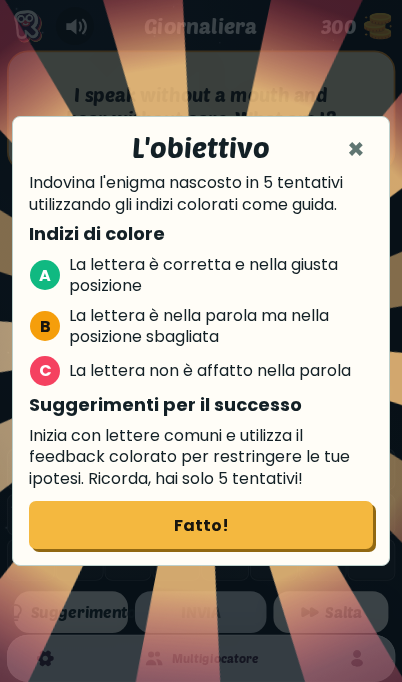 Giornaliera
300
I speak without a mouth and
L'obiettivo
Indovina l'enigma nascosto in 5 tentativi
utilizzando gli indizi colorati come guida.
Indizi di colore
A
La lettera è corretta e nella giusta
posizione
B
La lettera è nella parola ma nella
posizione sbagliata
C
La lettera non è affatto nella parola
Suggerimenti per il successo
Inizia con lettere comuni e utilizza il
feedback colorato per restringere le tue
ipotesi. Ricorda, hai solo 5 tentativi!
Fatto!
Suggeriment
INVIA
Salta
Multigiocatore